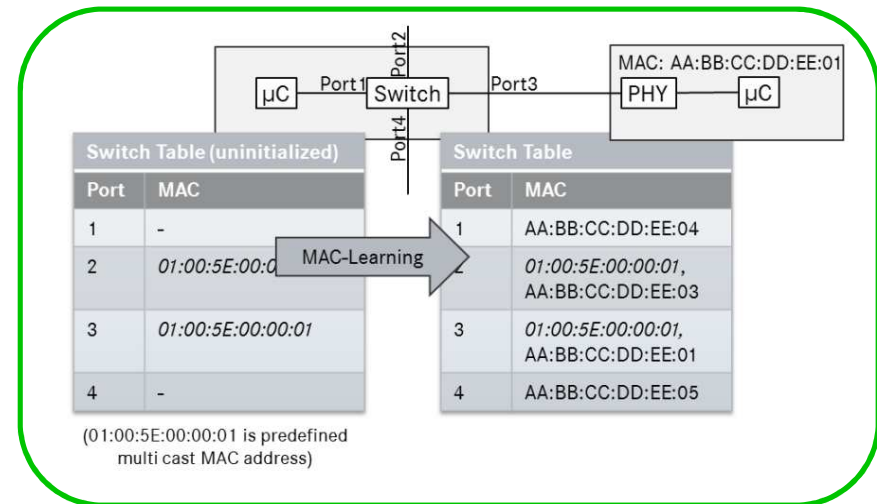 Port2
MAC: AA:BB:CC:DD:EE:01
µC
Port1
Switch
Port3
PHY
µC
Port4
Switch Table (uninitialized)
Port MAC
1 -
2 01:00:5E:00:0
3 01:00:5E:00:00:01
4 -
MAC-Learning
Switch Table
Port MAC
1 AA:BB:CC:DD:EE:04
2 01:00:5E:00:00:01,
AA:BB:CC:DD:EE:03
3 01:00:5E:00:00:01,
AA:BB:CC:DD:EE:01
4 AA:BB:CC:DD:EE:05
(01:00:5E:00:00:01 is predefined
multi cast MAC address)